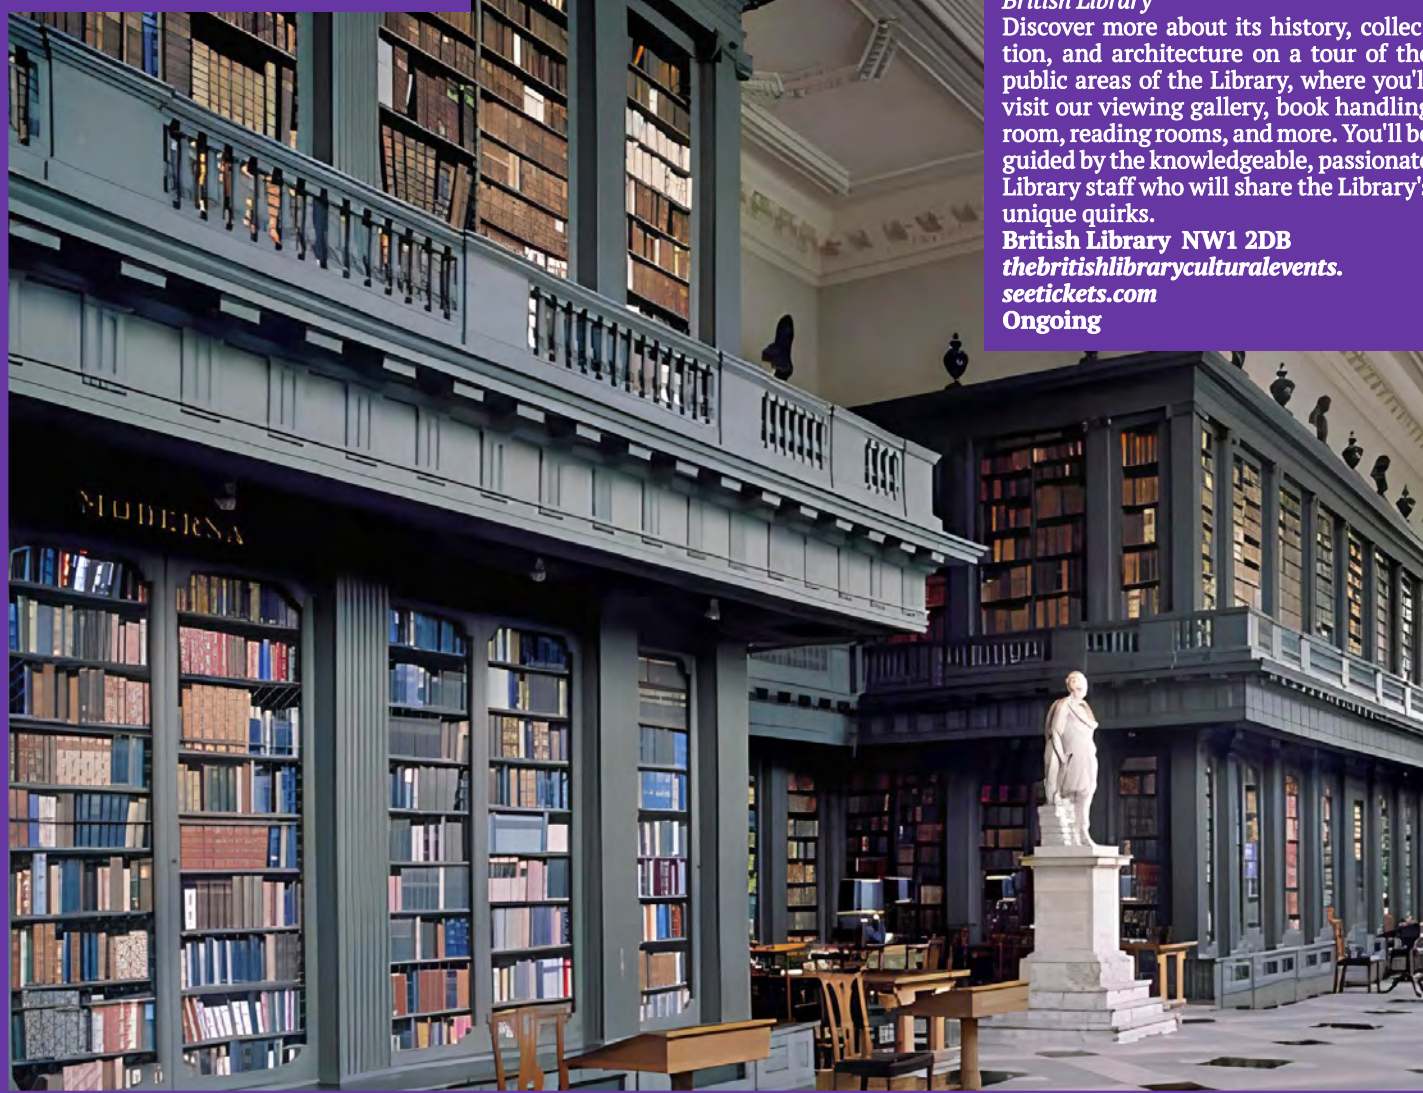 British Library
Discover more about its history, collec-
tion, and architecture on a tour of the
public areas of the Library, where you'll
visit our viewing gallery, book handling
room, reading rooms, and more. You'll be
guided by the knowledgeable, passionate
Library staff who will share the Library's
unique quirks.
British Library NW1 2DB
thebritishlibraryculturalevents.
seetickets.com
Ongoing
MODERNA